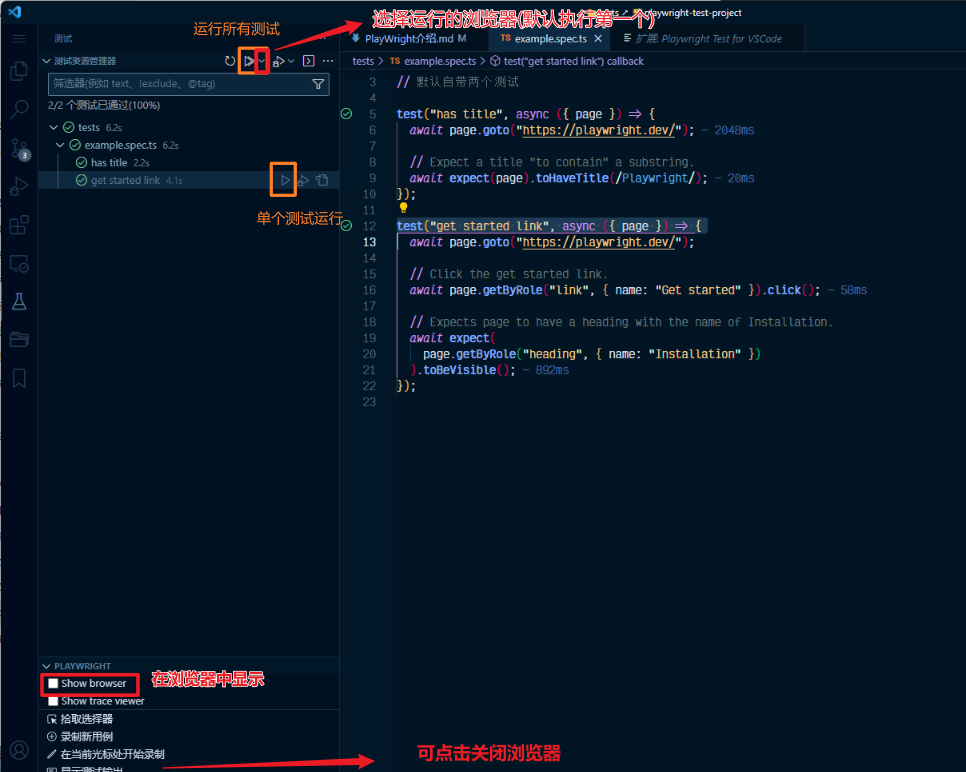 运行所有测试
选择运行的浏览器(默认执行第一个)
playwright-test-project
测试
PlayWright介绍.md M
TS example.spec.ts
扩展: Playwright Test for VSCode
测试资源管理器
tests > TS example.spec.ts > test("get started link") callback
筛选器(例如 text、!exclude、@tag)
2/2 个测试已通过(100%)
tests 6.2s
example.spec.ts 6.2s
has title 2.2s
get started link 4.1s
单个测试运行
3
3 // 默认自带两个测试
4
5 test("has title", async ({ page }) => {
6 await page.goto("https://playwright.dev/"); — 2048ms
7
8 // Expect a title "to contain" a substring.
9 await expect(page).toHaveTitle(/Playwright/); — 20ms
10 });
11
12 test("get started link", async ({ page }) => {
13 await page.goto("https://playwright.dev/");
14
15 // Click the get started link.
16 await page.getByRole("link", { name: "Get started" }).click(); — 58ms
17
18 // Expects page to have a heading with the name of Installation.
19 await expect(
20 page.getByRole("heading", { name: "Installation" })
21 ).toBeVisible(); — 892ms
22 });
23
PLAYWRIGHT
Show browser
在浏览器中显示
Show trace viewer
拾取选择器
录制新用例
在当前光标处开始录制
显示测试输出
可点击关闭浏览器